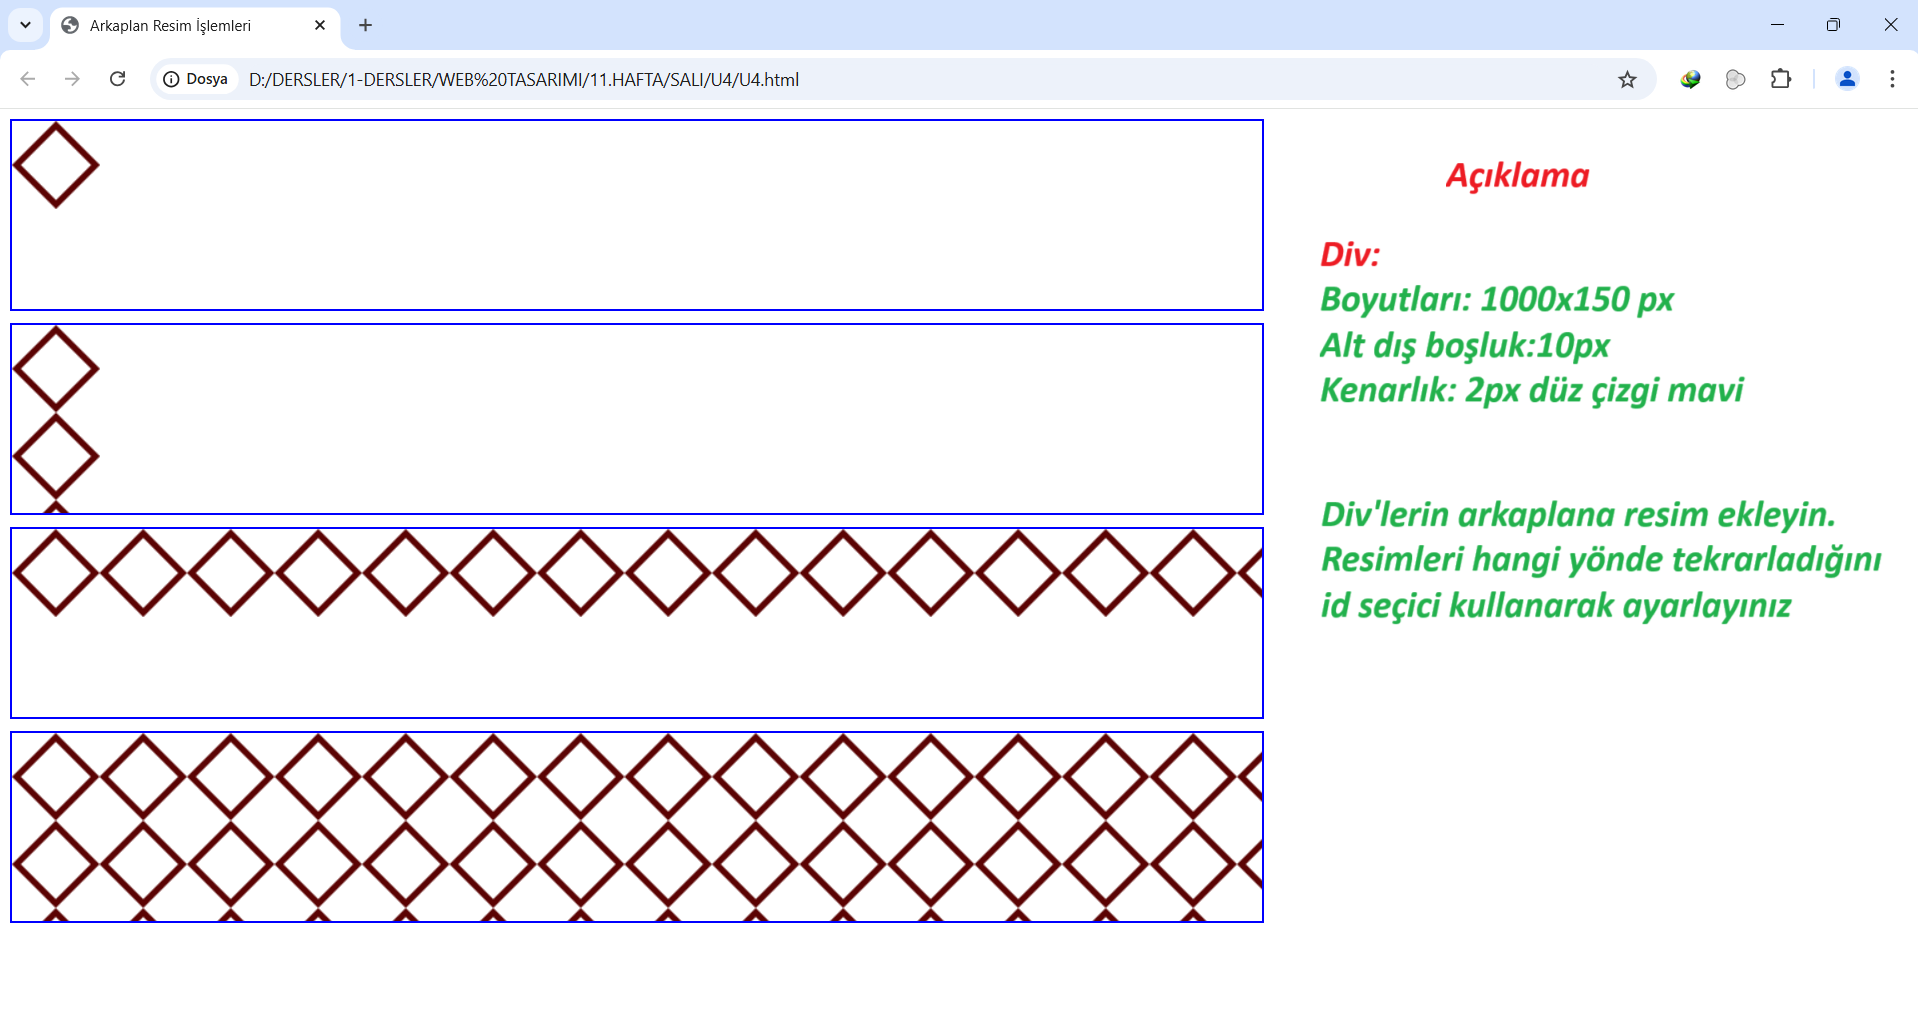 Arkaplan Resim İşlemleri
Dosya
D:/DERSLER/1-DERSLER/WEB%20TASARIMI/11.HAFTA/SALI/U4/U4.html
Açıklama
Div:
Boyutları: 1000x150 px
Alt dış boşluk:10px
Kenarlık: 2px düz çizgi mavi
Div'lerin arkaplana resim ekleyin.
Resimleri hangi yönde tekrarladığını
id seçici kullanarak ayarlayınız